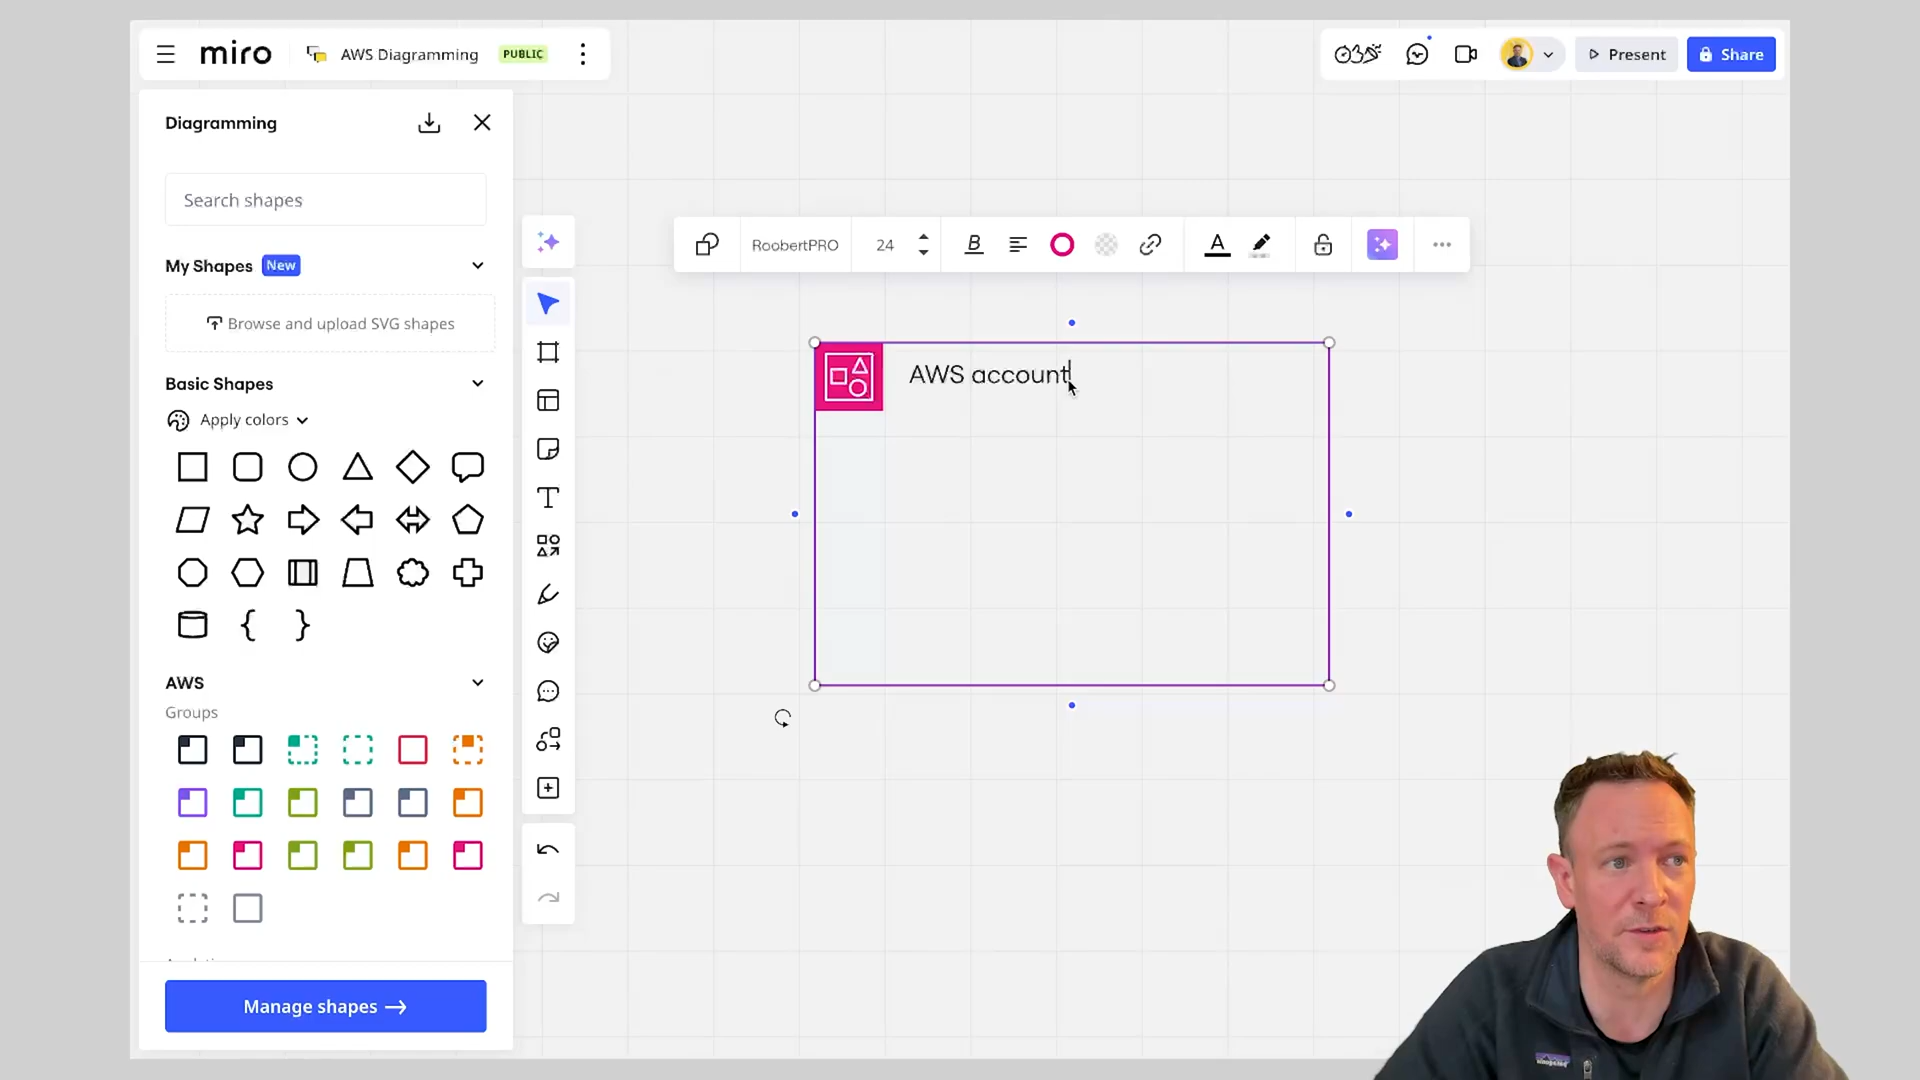 miro
AWS Diagramming
PUBLIC
Present
Share
Diagramming
Search shapes
My Shapes New
Browse and upload SVG shapes
Basic Shapes
Apply colors
AWS
Groups
Manage shapes
RoobertPRO
24
B
A
AWS account